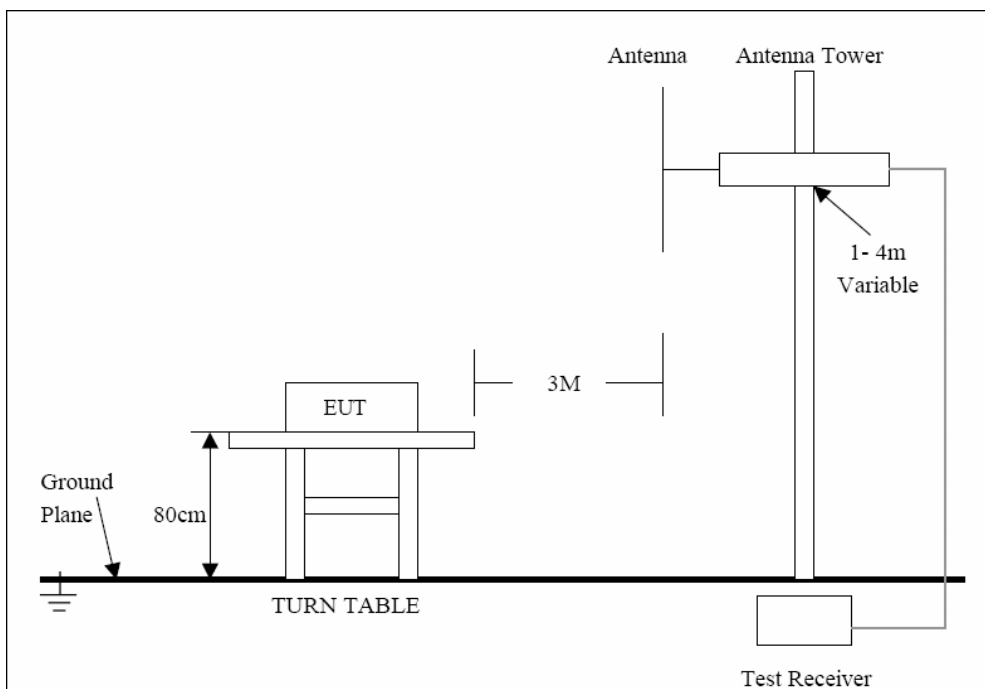 Antenna
Antenna Tower
1- 4m
Variable
3M
EUT
Ground
Plane
80cm
TURN TABLE
Test Receiver